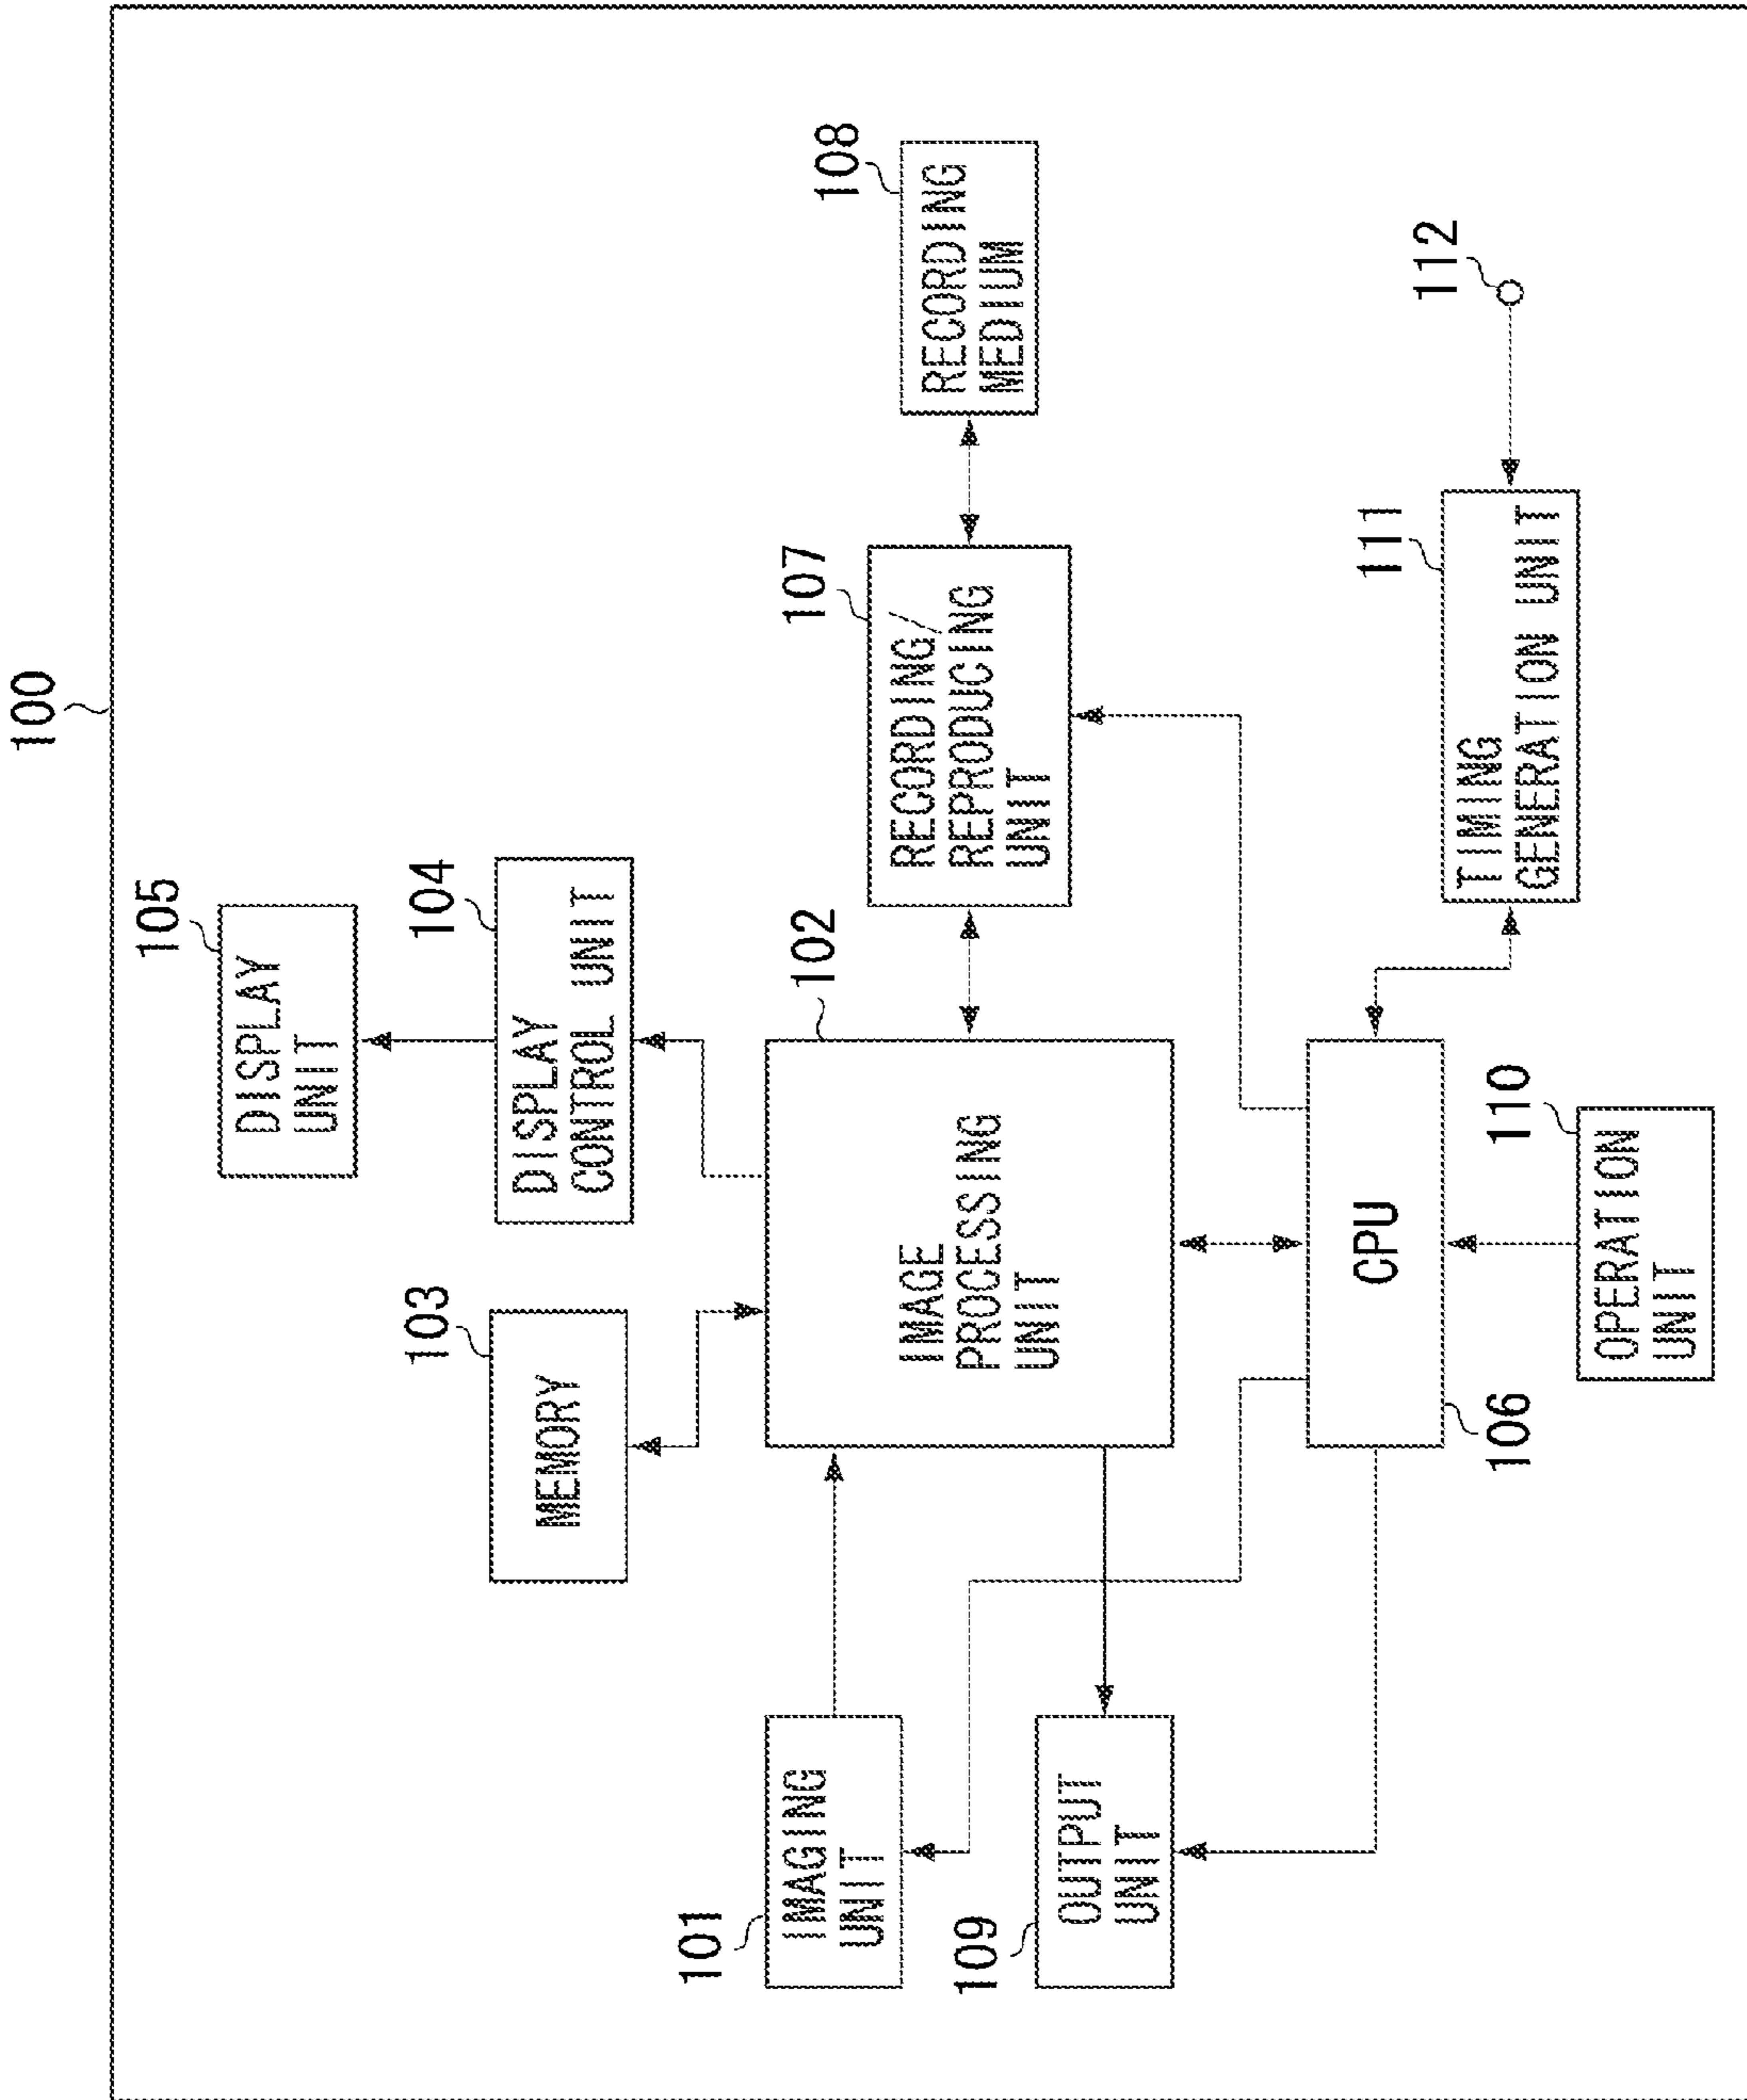 100
105
DISPLAY
UNIT
103
MEMORY
104
DISPLAY
CONTROL UNIT
101
IMAGING
UNIT
102
IMAGE
PROCESSING
UNIT
107
RECORDING/
REPRODUCING
UNIT
108
RECORDING
MEDIUM
109
OUTPUT
UNIT
106
CPU
111
TIMING
GENERATION UNIT
112
110
OPERATION
UNIT